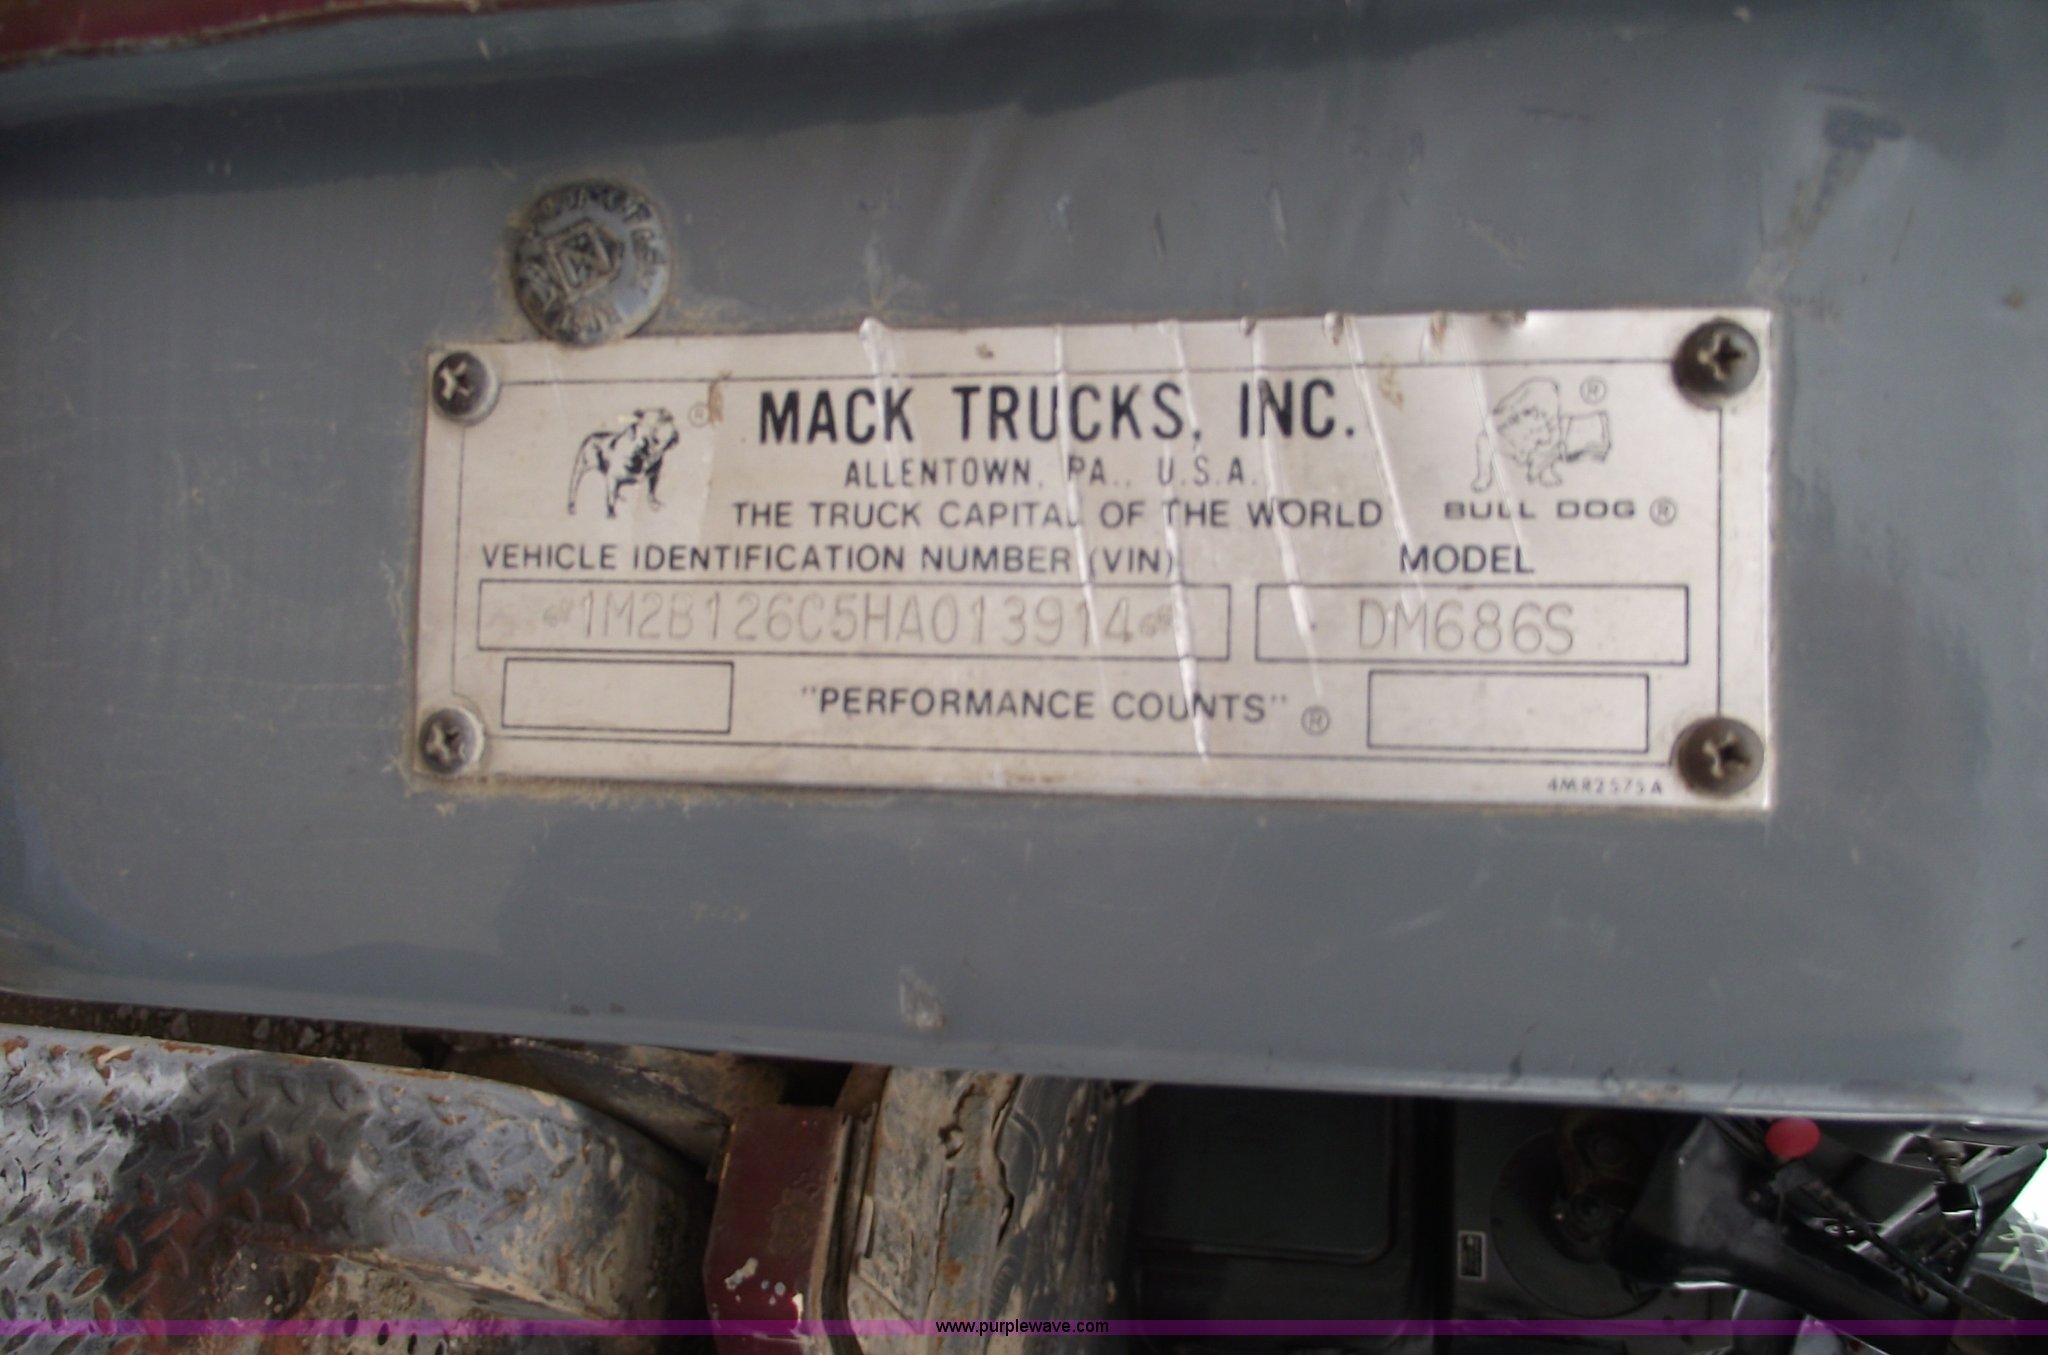 ®
MACK TRUCKS, INC.
®
ALLENTOWN, PA., U.S.A.
THE TRUCK CAPITAL OF THE WORLD
BULL DOG ®
VEHICLE IDENTIFICATION NUMBER (VIN)
MODEL
1M2B126C5HA013914
DM686S
"PERFORMANCE COUNTS" ®
4MR2575A
www.purplewave.com